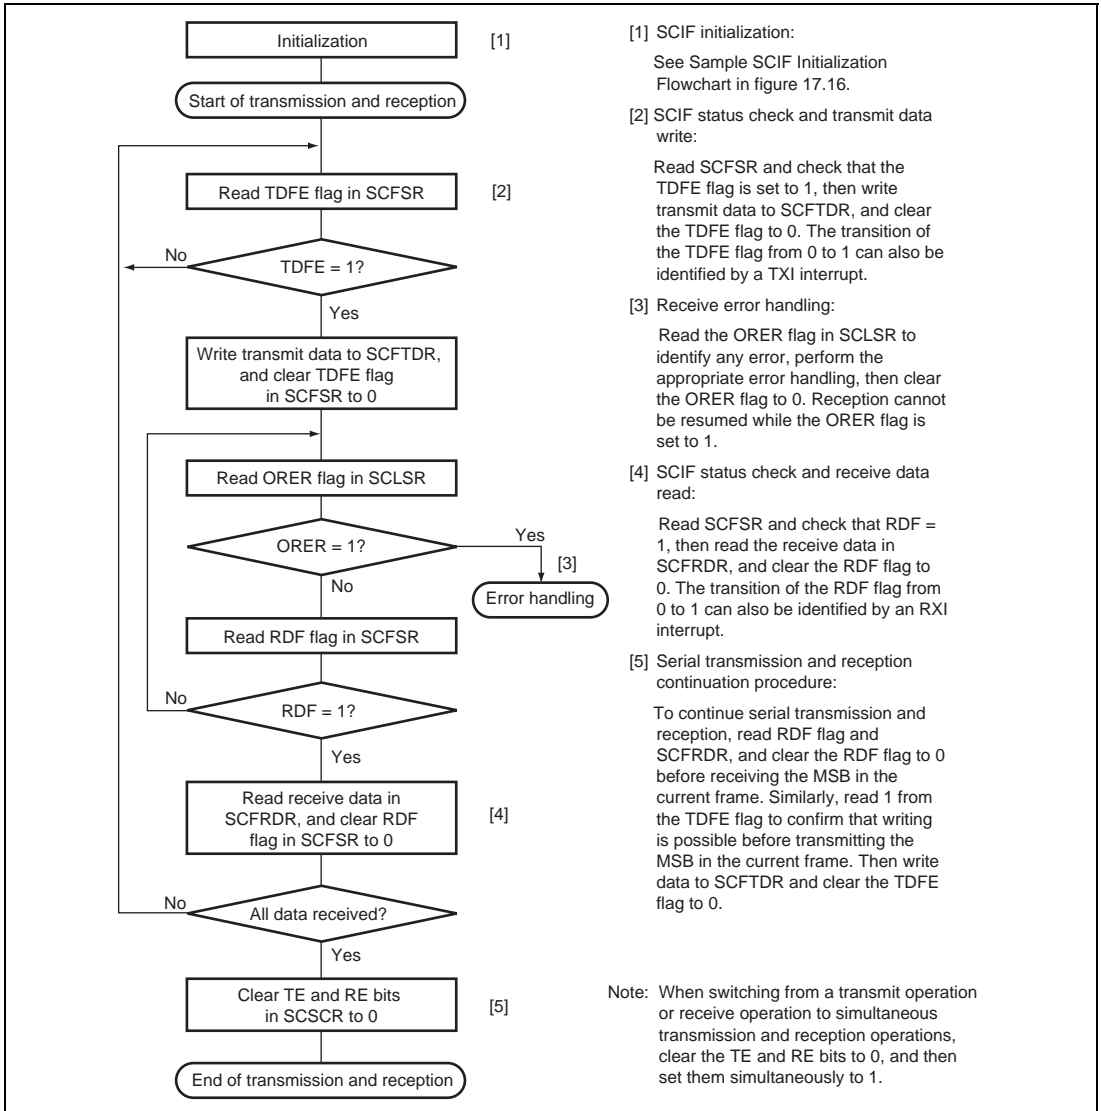 Initialization
[1]
Start of transmission and reception
Read TDFE flag in SCFSR
[2]
No
TDFE = 1?
Yes
Write transmit data to SCFTDR,
and clear TDFE flag
in SCFSR to 0
Read ORER flag in SCLSR
ORER = 1?
Yes
[3]
Error handling
No
Read RDF flag in SCFSR
No
RDF = 1?
Yes
Read receive data in
SCFRDR, and clear RDF
flag in SCFSR to 0
[4]
No
All data received?
Yes
Clear TE and RE bits
in SCSCR to 0
[5]
End of transmission and reception
[1] SCIF initialization:
See Sample SCIF Initialization
Flowchart in figure 17.16.
[2] SCIF status check and transmit data
write:
Read SCFSR and check that the
TDFE flag is set to 1, then write
transmit data to SCFTDR, and clear
the TDFE flag to 0. The transition of
the TDFE flag from 0 to 1 can also be
identified by a TXI interrupt.
[3] Receive error handling:
Read the ORER flag in SCLSR to
identify any error, perform the
appropriate error handling, then clear
the ORER flag to 0. Reception cannot
be resumed while the ORER flag is
set to 1.
[4] SCIF status check and receive data
read:
Read SCFSR and check that RDF =
1, then read the receive data in
SCFRDR, and clear the RDF flag to
0. The transition of the RDF flag from
0 to 1 can also be identified by an RXI
interrupt.
[5] Serial transmission and reception
continuation procedure:
To continue serial transmission and
reception, read RDF flag and
SCFRDR, and clear the RDF flag to 0
before receiving the MSB in the
current frame. Similarly, read 1 from
the TDFE flag to confirm that writing
is possible before transmitting the
MSB in the current frame. Then write
data to SCFTDR and clear the TDFE
flag to 0.
Note: When switching from a transmit operation
or receive operation to simultaneous
transmission and reception operations,
clear the TE and RE bits to 0, and then
set them simultaneously to 1.